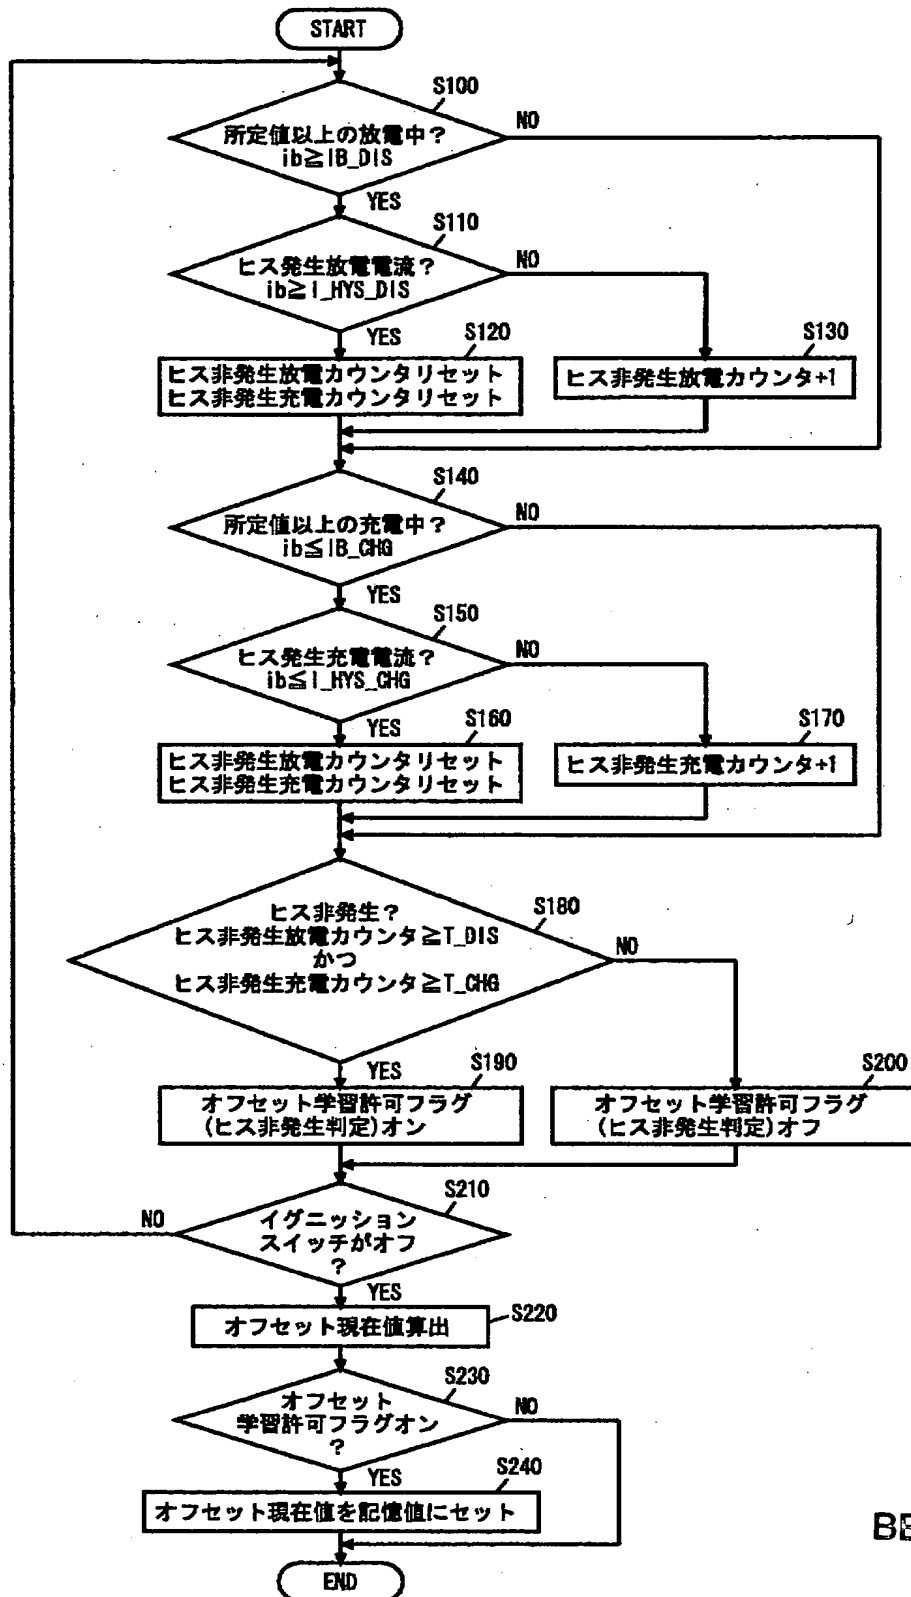 START
S100
所定値以上の放電中?
ib≧IB_DIS
NO
YES
S110
ヒス発生放電電流?
ib≧I_HYS_DIS
NO
YES
S120
ヒス非発生放電カウンタリセット
ヒス非発生充電カウンタリセット
S130
ヒス非発生放電カウンタ+1
S140
所定値以上の充電中?
ib≦IB_CHG
NO
YES
S150
ヒス発生充電電流?
ib≦I_HYS_CHG
NO
YES
S160
ヒス非発生放電カウンタリセット
ヒス非発生充電カウンタリセット
S170
ヒス非発生充電カウンタ+1
S180
ヒス非発生?
ヒス非発生放電カウンタ≧T_DIS
かつ
ヒス非発生充電カウンタ≧T_CHG
NO
YES
S190
オフセット学習許可フラグ
(ヒス非発生判定)オン
S200
オフセット学習許可フラグ
(ヒス非発生判定)オフ
S210
イグニッション
スイッチがオフ
?
NO
YES
S220
オフセット現在値算出
S230
オフセット
学習許可フラグオン
?
NO
YES
S240
オフセット現在値を記憶値にセット
END